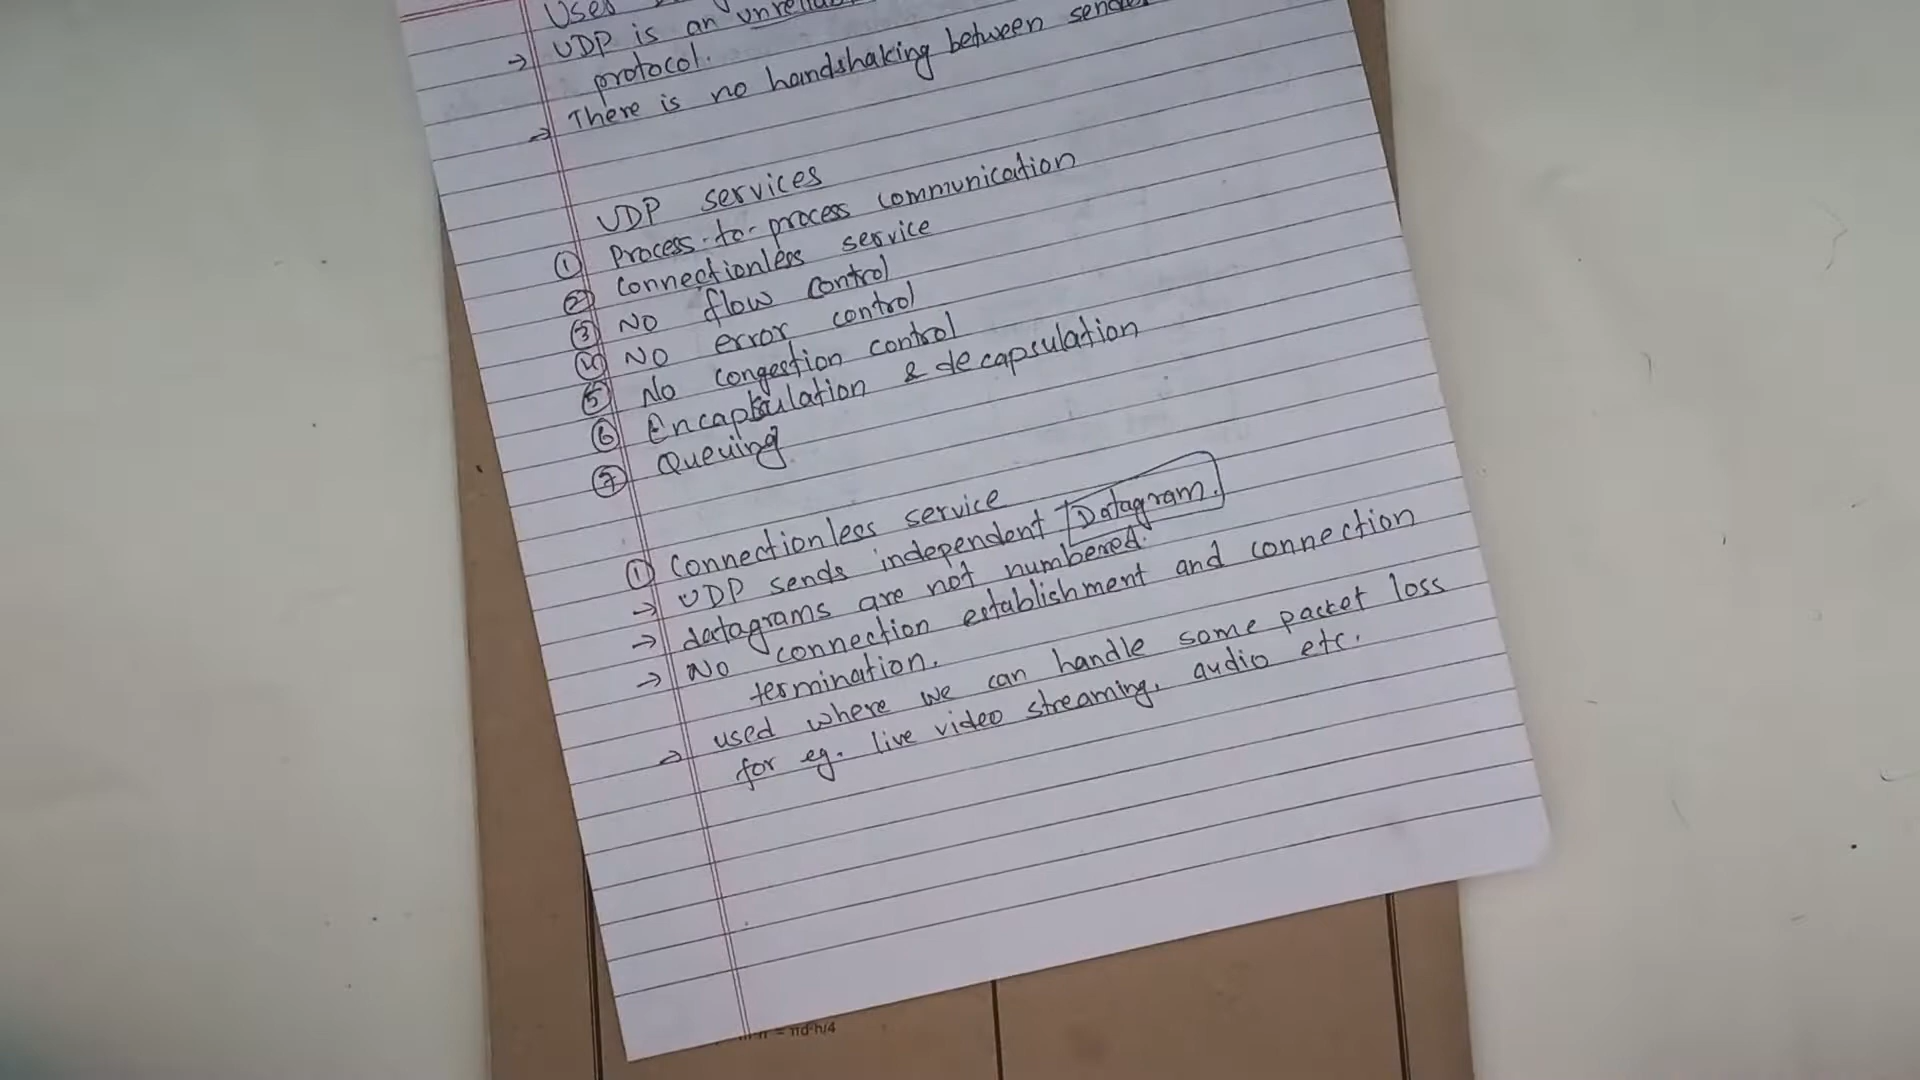 Uses
→ UDP is an unreliable
protocol.
→ There is no handshaking between sender
UDP services
① Process-to-process communication
② connectionless service
③ NO flow control
④ NO error control
⑤ No congestion control
⑥ Encapsulation & decapsulation
⑦ Queuing
① Connectionless service
→ UDP sends independent Datagram.
→ datagrams are not numbered.
→ No connection establishment and connection
termination.
→ used where we can handle some packet loss
for eg. live video streaming, audio etc.